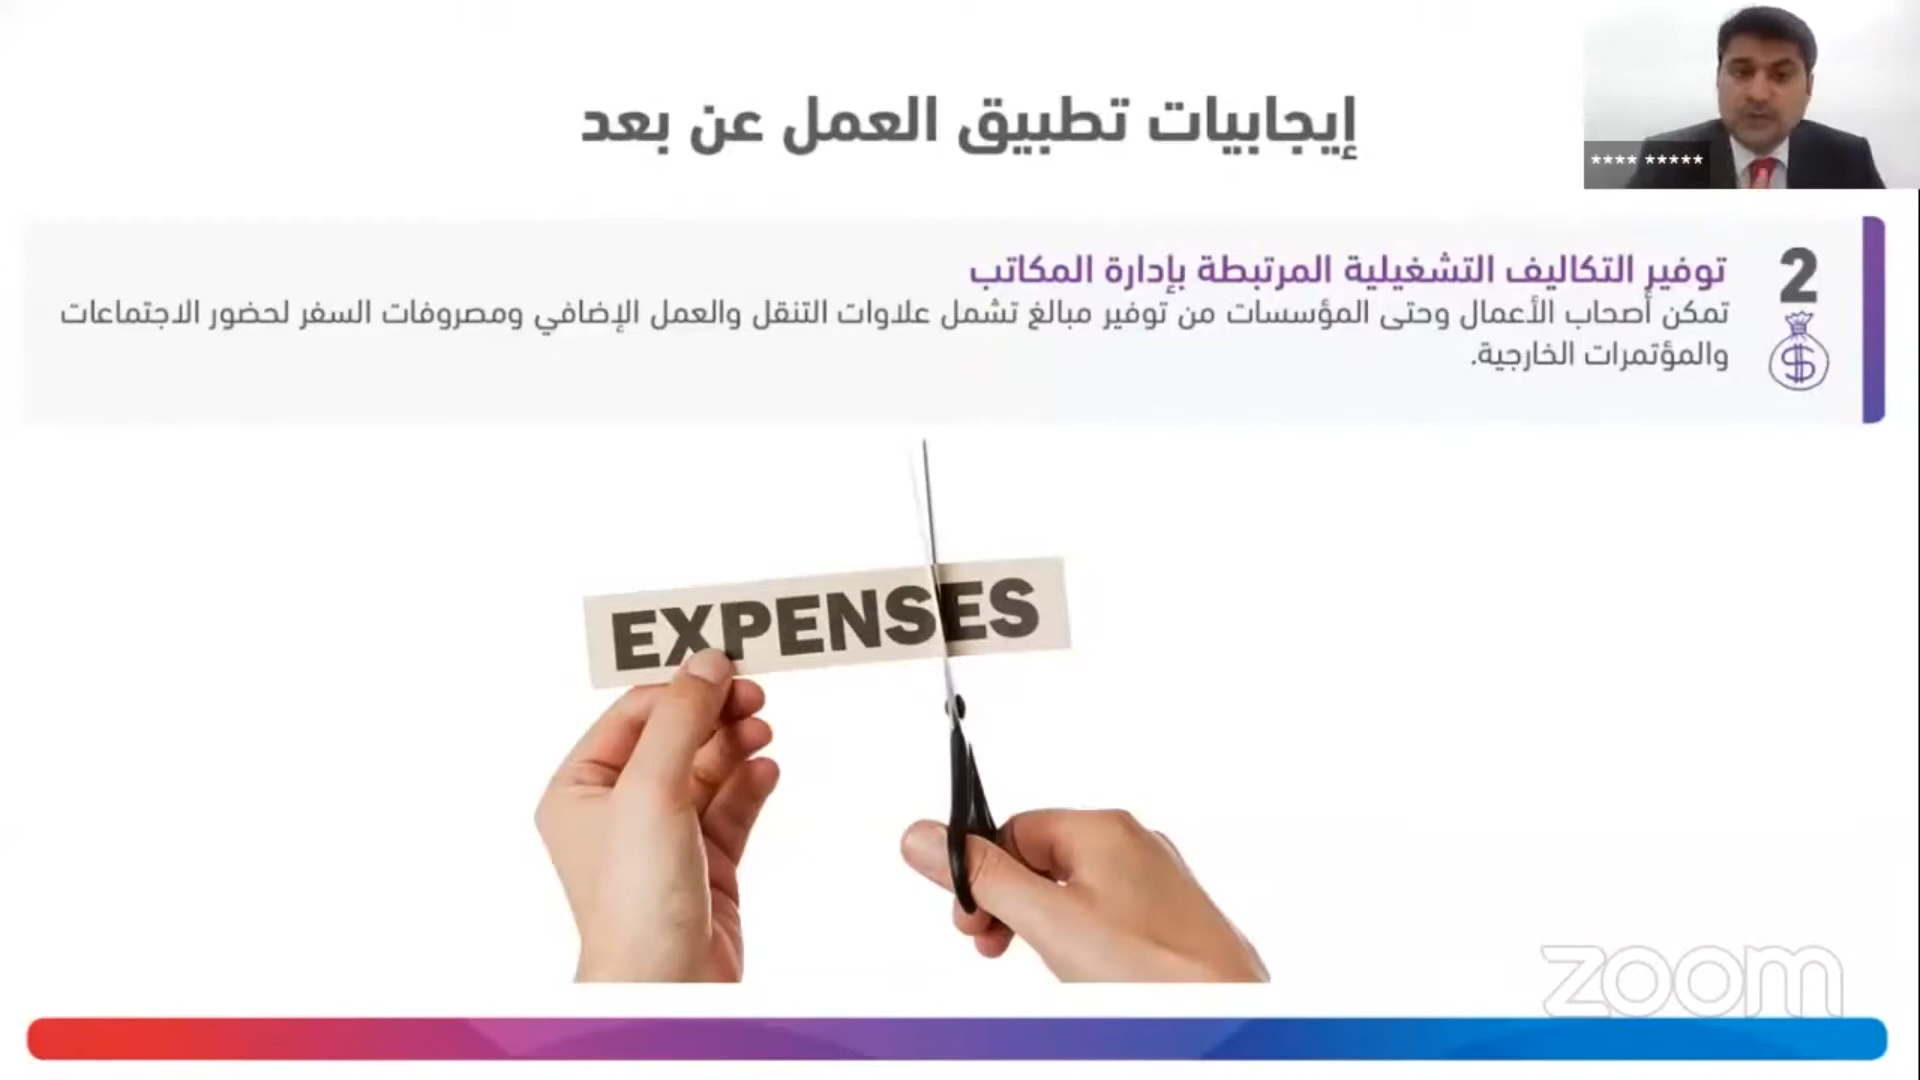 إيجابيات تطبيق العمل عن بعد
**** *****
2
توفير التكاليف التشغيلية المرتبطة بإدارة المكاتب
تمكن أصحاب الأعمال وحتى المؤسسات من توفير مبالغ تشمل علاوات التنقل والعمل الإضافي ومصروفات السفر لحضور الاجتماعات
والمؤتمرات الخارجية.
$
EXPENSES
zoom